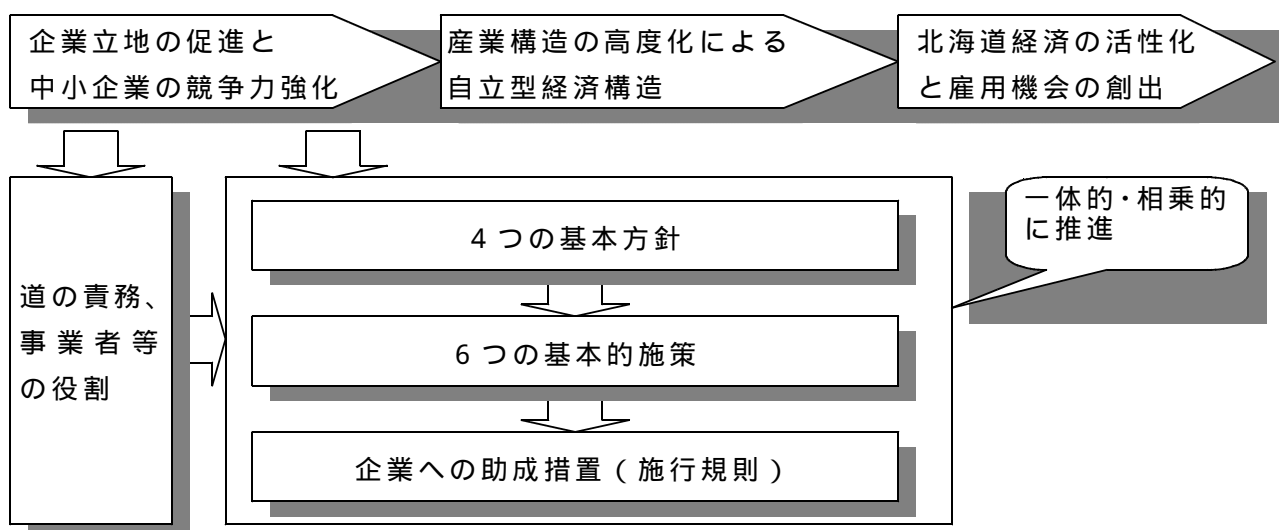 企業立地の促進と
中小企業の競争力強化
産業構造の高度化による
自立型経済構造
北海道経済の活性化
と雇用機会の創出
道の責務、
事業者等
の役割
4つの基本方針
6つの基本的施策
企業への助成措置(施行規則)
一体的・相乗的
に推進